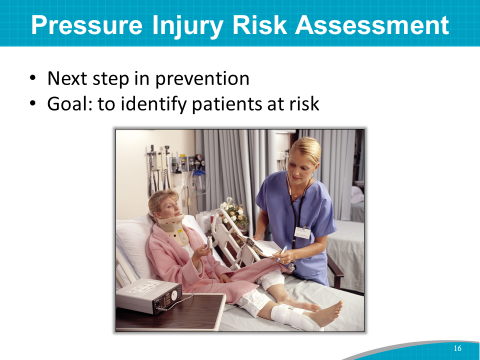 Pressure Injury Risk Assessment
• Next step in prevention
• Goal: to identify patients at risk
16